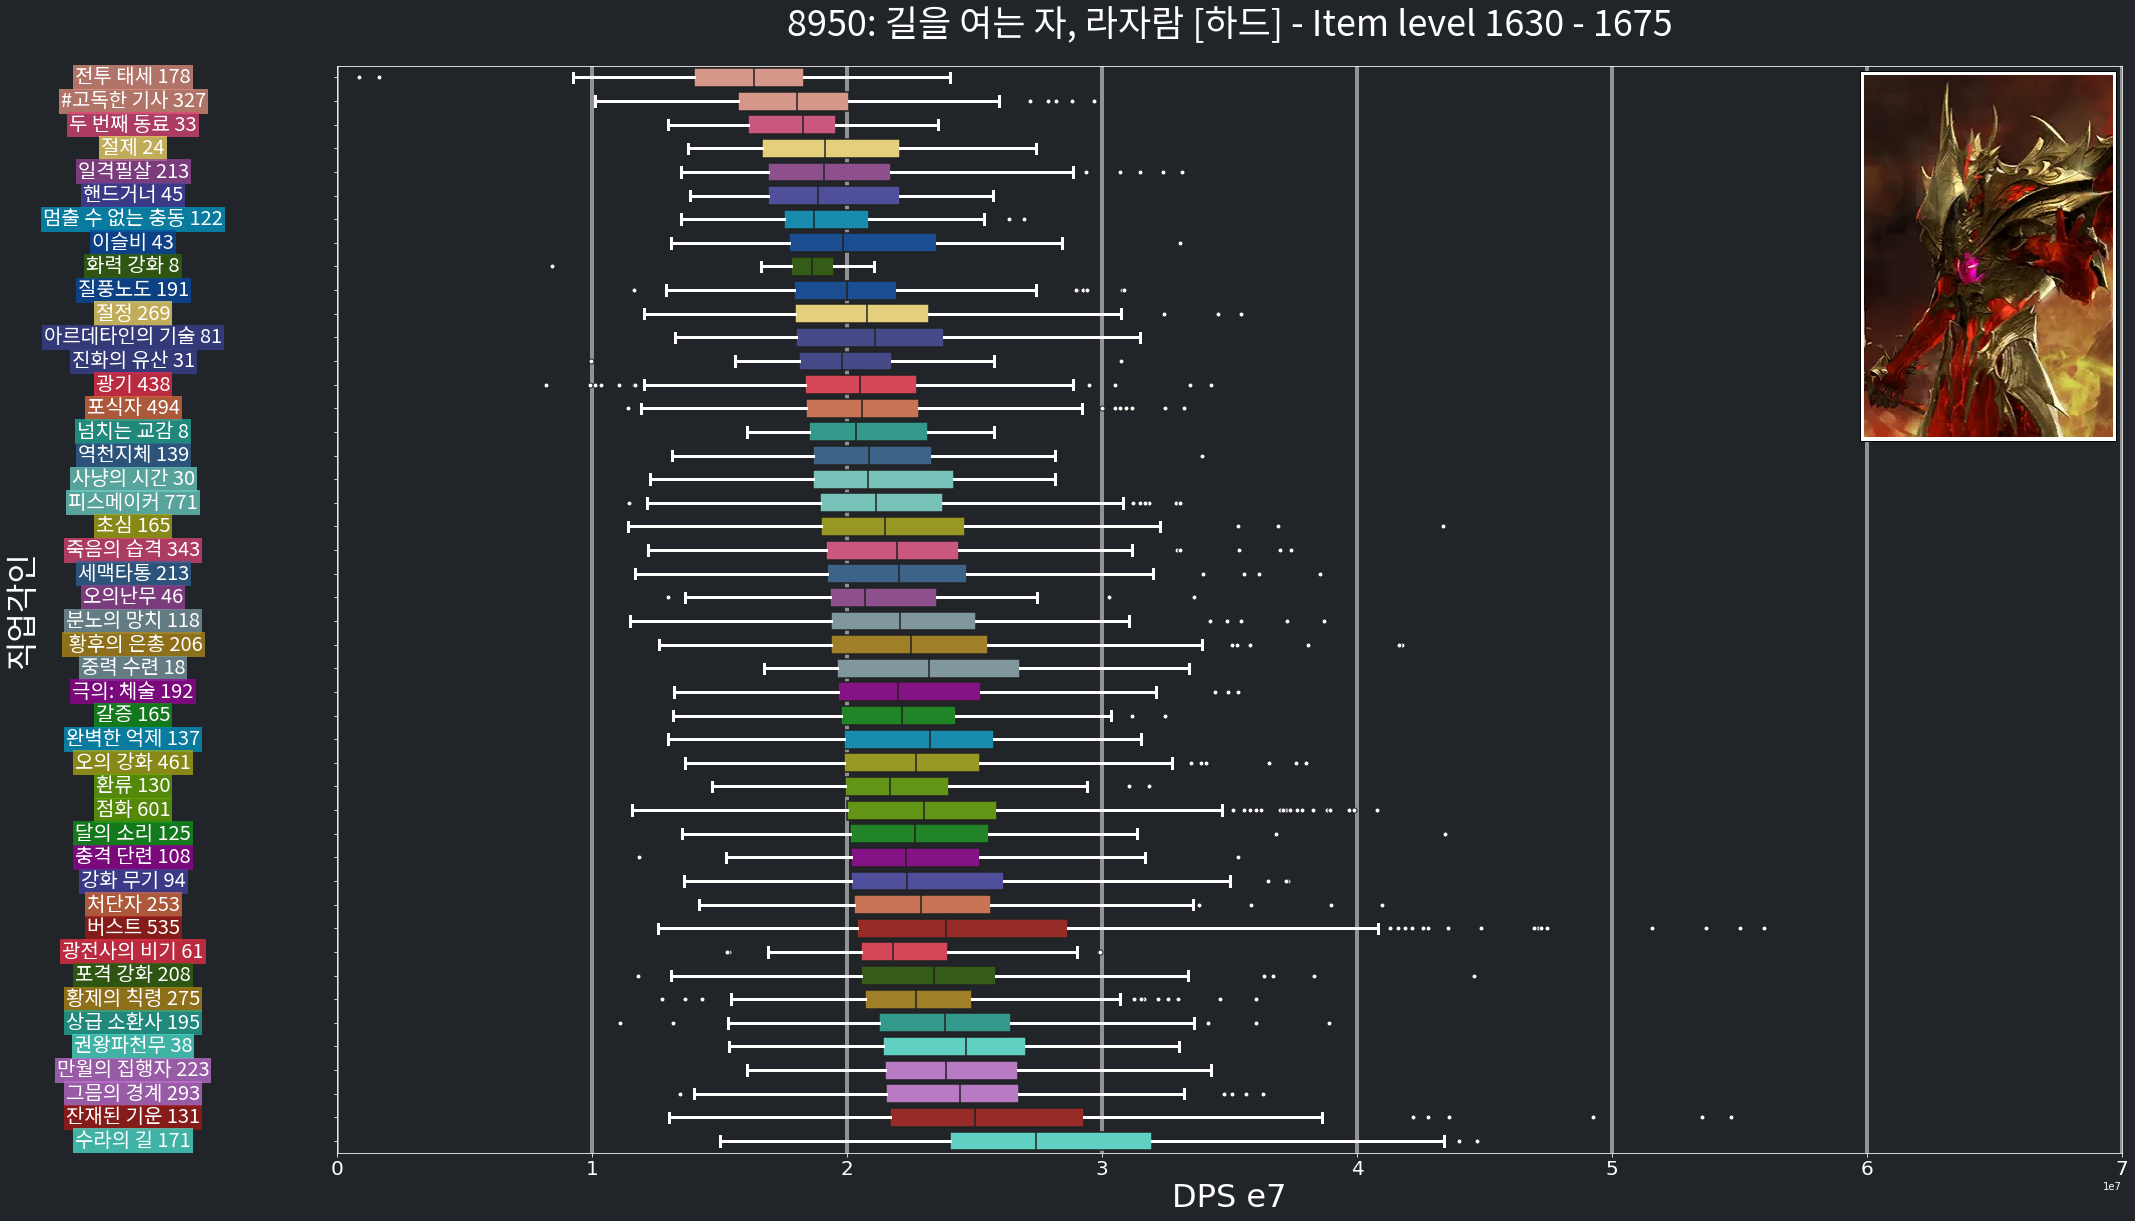 8950: 길을 여는 자, 라자람 [하드] - Item level 1630 - 1675
전투 태세 178
#고독한 기사 327
두 번째 동료 33
절제 24
일격필살 213
핸드거너 45
멈출 수 없는 충동 122
이슬비 43
화력 강화 8
질풍노도 191
절정 269
아르데타인의 기술 81
진화의 유산 31
광기 438
포식자 494
넘치는 교감 8
역천지체 139
사냥의 시간 30
피스메이커 771
초심 165
죽음의 습격 343
세맥타통 213
오의난무 46
분노의 망치 118
황후의 은총 206
중력 수련 18
극의: 체술 192
갈증 165
완벽한 억제 137
오의 강화 461
환류 130
점화 601
달의 소리 125
충격 단련 108
강화 무기 94
처단자 253
버스트 535
광전사의 비기 61
포격 강화 208
황제의 칙령 275
상급 소환사 195
권왕파천무 38
만월의 집행자 223
그믐의 경계 293
잔재된 기운 131
수라의 길 171
직업각인
0 1 2 3 4 5 6 7
DPS e7
1e7